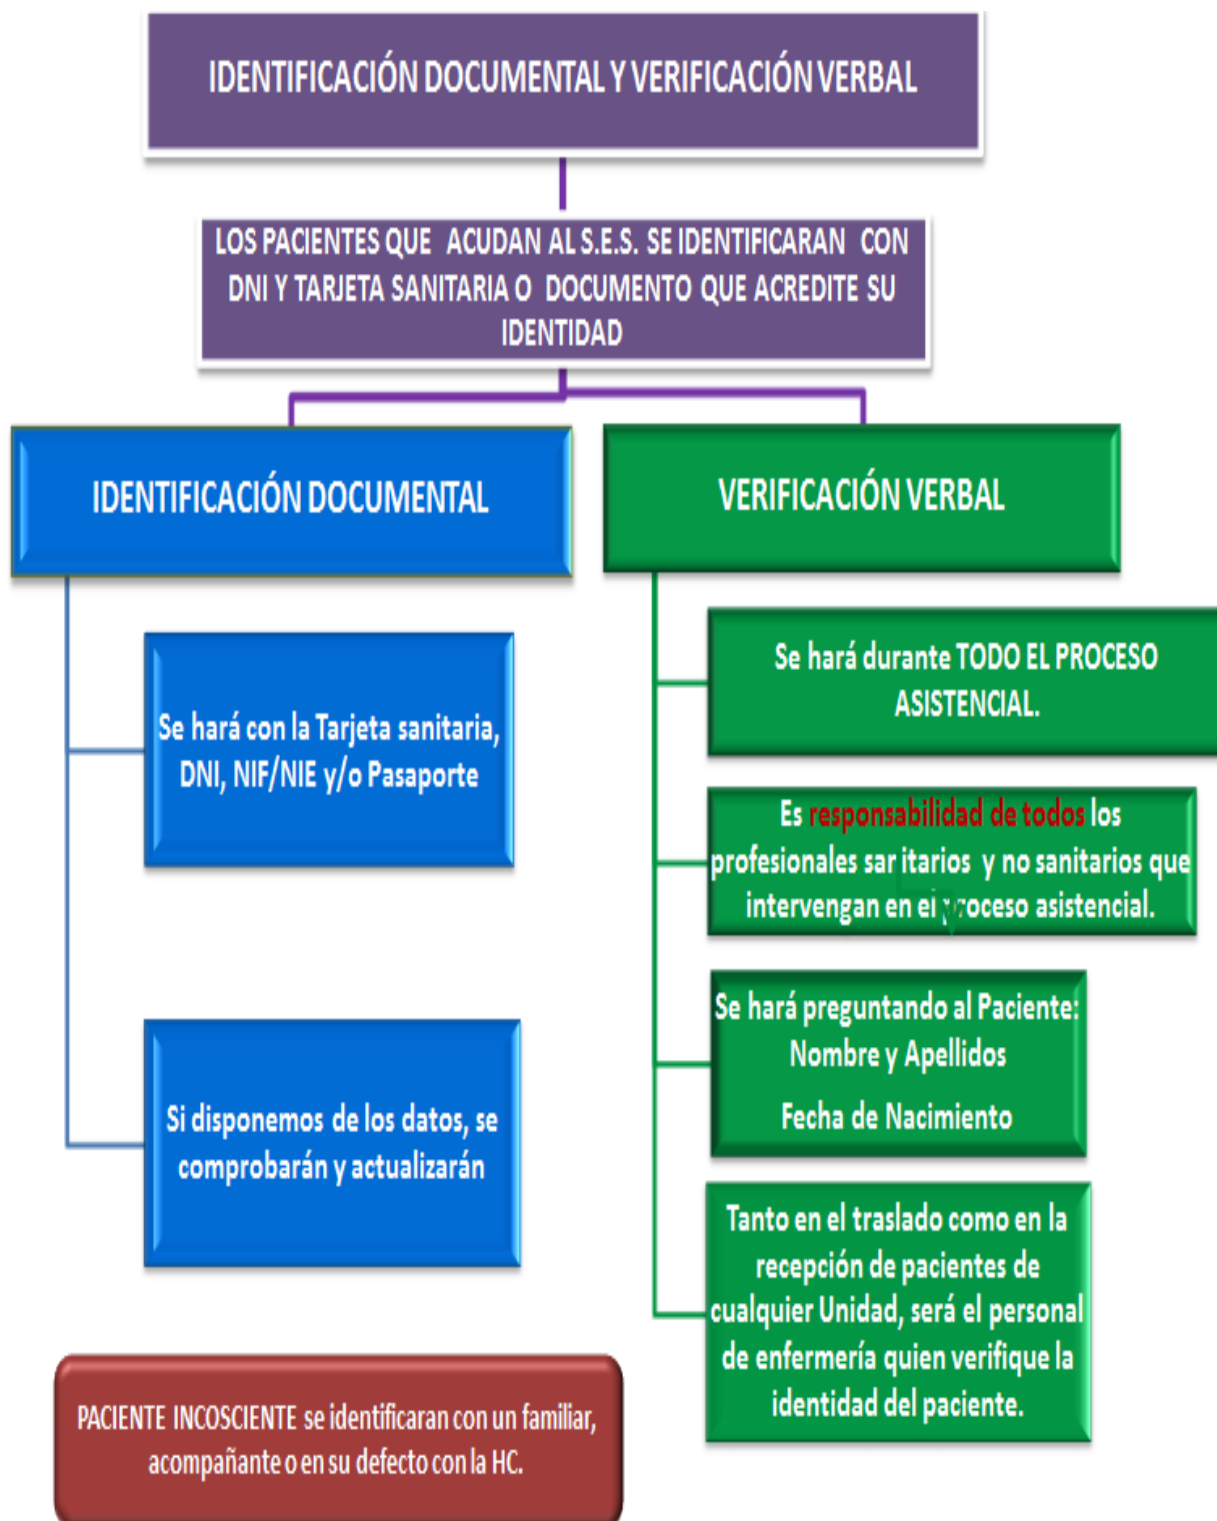 IDENTIFICACIÓN DOCUMENTAL Y VERIFICACIÓN VERBAL
LOS PACIENTES QUE ACUDAN AL S.E.S. SE IDENTIFICARAN CON
DNI Y TARJETA SANITARIA O DOCUMENTO QUE ACREDITE SU
IDENTIDAD
IDENTIFICACIÓN DOCUMENTAL
Se hará con la Tarjeta sanitaria,
DNI, NIF/NIE y/o Pasaporte
Si disponemos de los datos, se
comprobarán y actualizarán
VERIFICACIÓN VERBAL
Se hará durante TODO EL PROCESO
ASISTENCIAL.
Es responsabilidad de todos los
profesionales sanitarios y no sanitarios que
intervengan en el proceso asistencial.
Se hará preguntando al Paciente:
Nombre y Apellidos
Fecha de Nacimiento
Tanto en el traslado como en la
recepción de pacientes de
cualquier Unidad, será el personal
de enfermería quien verifique la
identidad del paciente.
PACIENTE INCOSCIENTE se identificaran con un familiar,
acompañante o en su defecto con la HC.